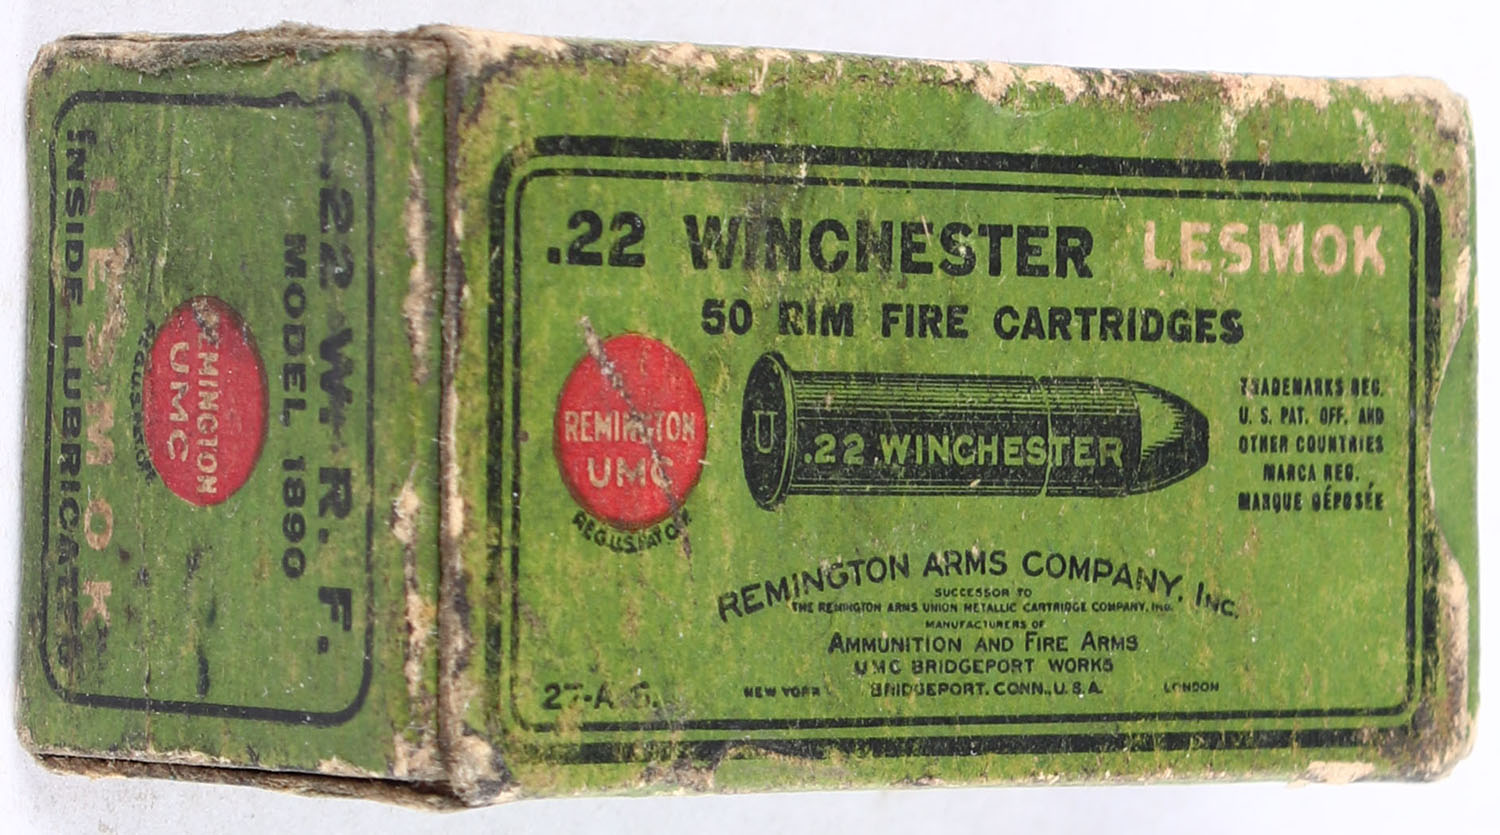 .22 WINCHESTER LESMOK
50 RIM FIRE CARTRIDGES
REMINGTON
UMC
REG.U.S.PAT.OFF.
U
.22 WINCHESTER
TRADEMARKS REG.
U. S. PAT. OFF. AND
OTHER COUNTRIES
MARCA REG.
MARQUE DÉPOSÉE
REMINGTON ARMS COMPANY, INC.
SUCCESSOR TO
THE REMINGTON ARMS UNION METALLIC CARTRIDGE COMPANY, INC.
MANUFACTURERS OF
AMMUNITION AND FIRE ARMS
UMC BRIDGEPORT WORKS
NEW YORK BRIDGEPORT, CONN., U.S.A. LONDON
.22 W. R. F.
MODEL 1890
REMINGTON
UMC
LESMOK
INSIDE LUBRICATED